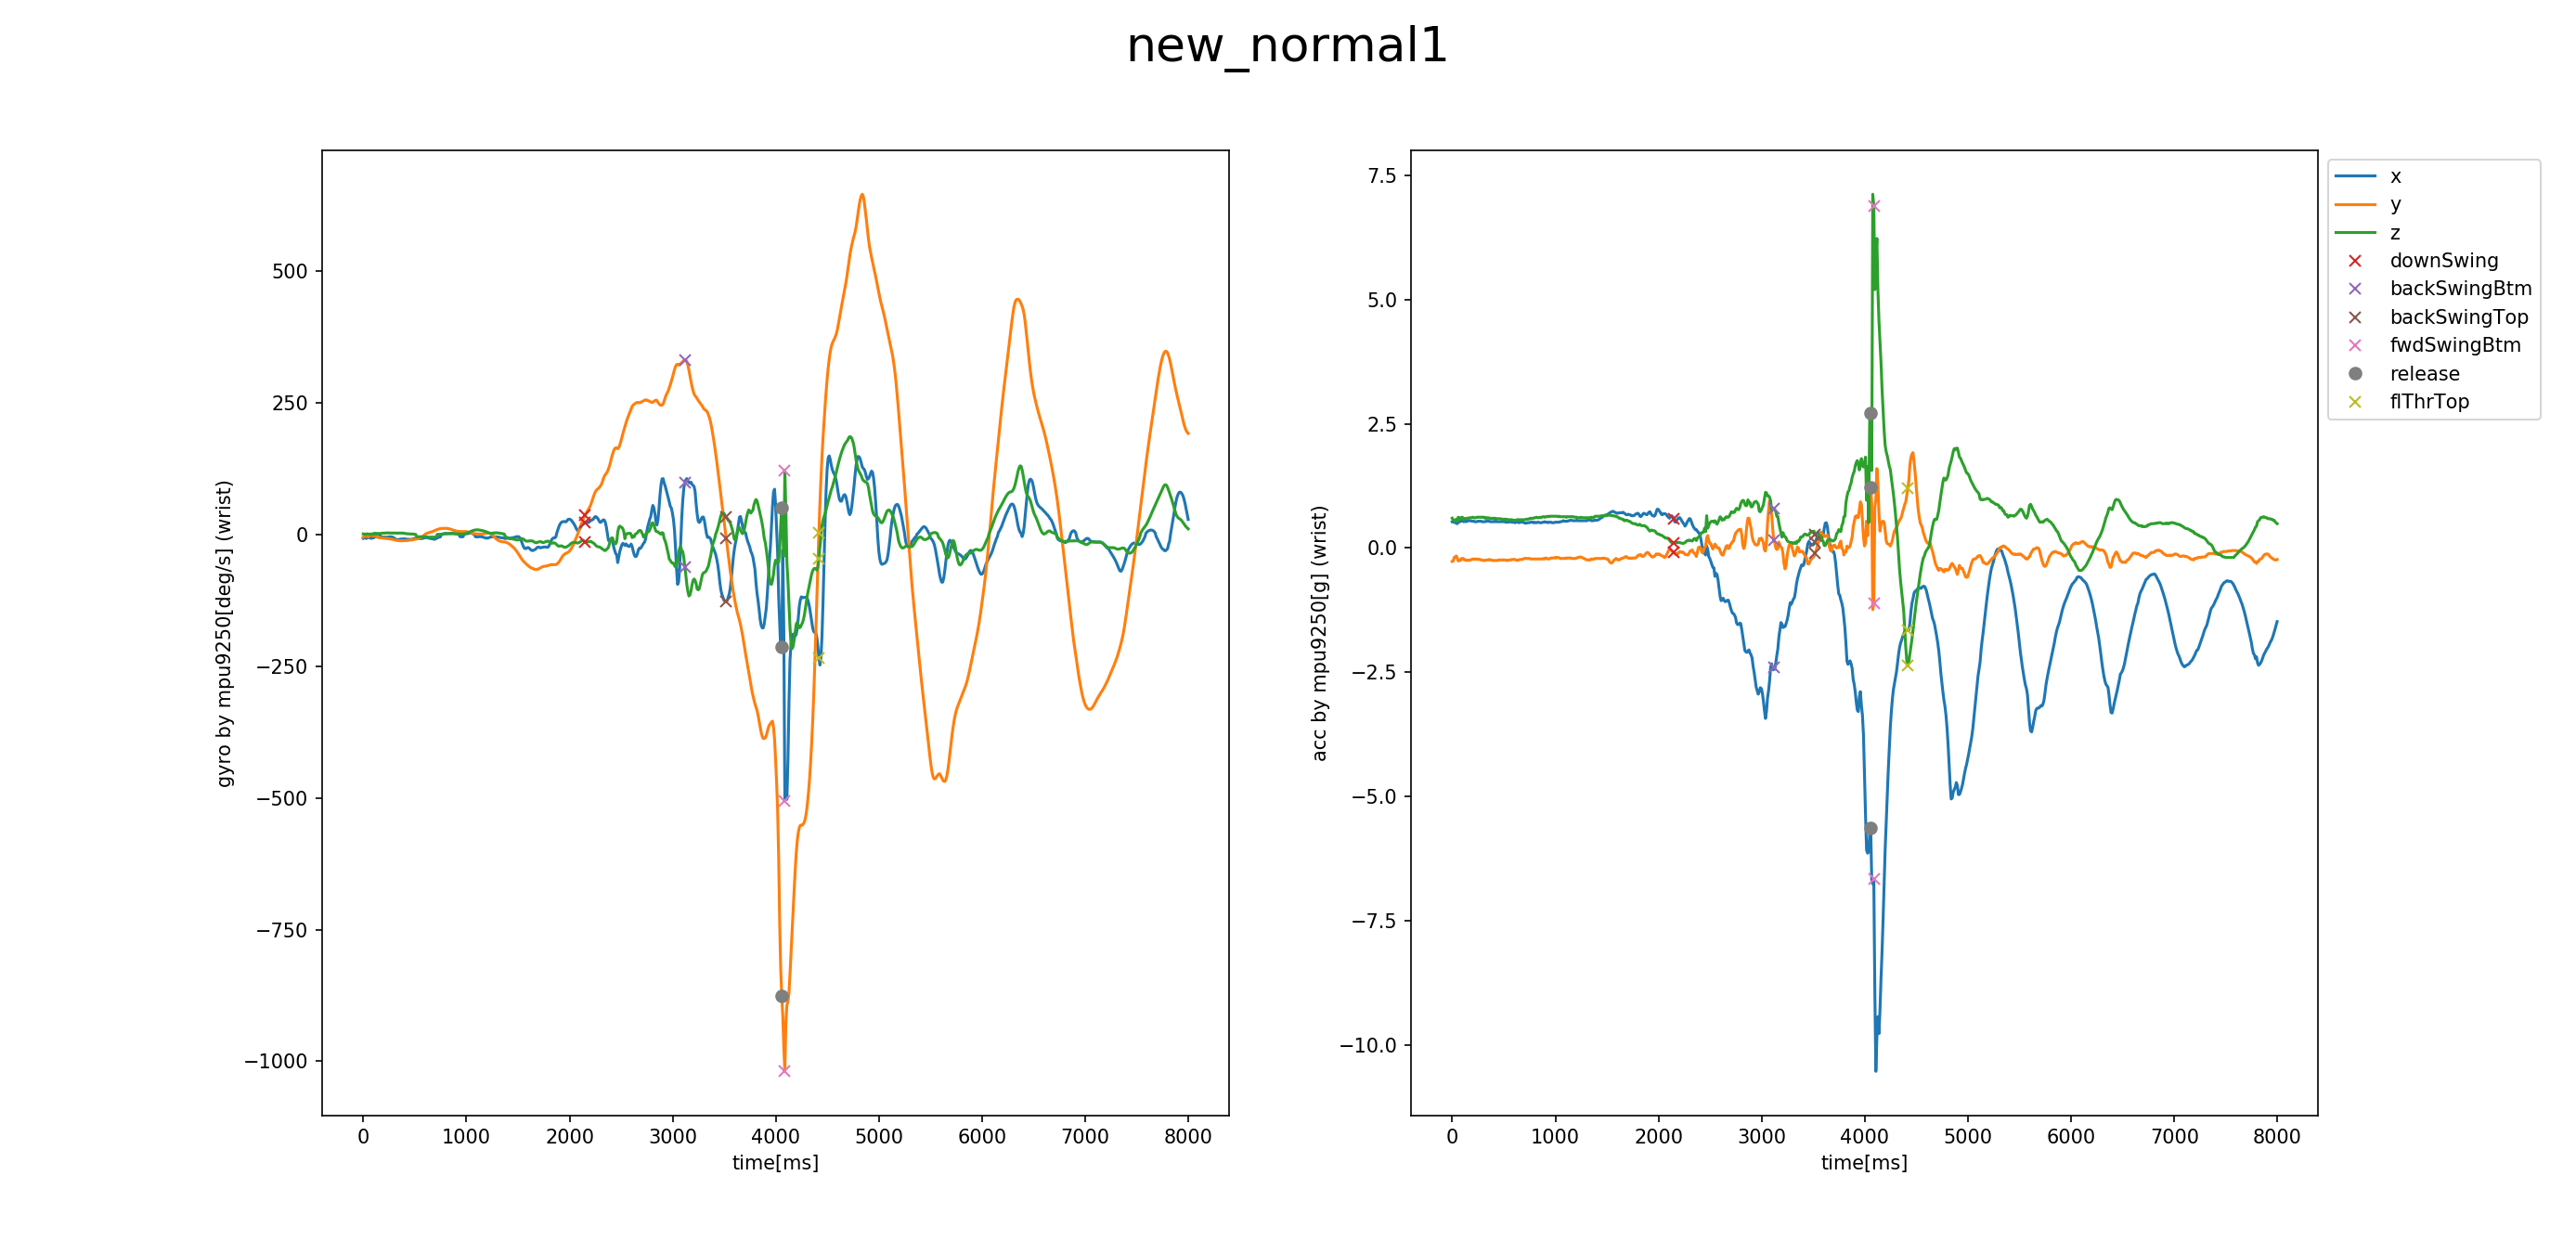 new_normal1
gyro by mpu9250[deg/s] (wrist)
500
250
0
−250
−500
−750
−1000
0 1000 2000 3000 4000 5000 6000 7000 8000
time[ms]
acc by mpu9250[g] (wrist)
7.5
5.0
2.5
0.0
−2.5
−5.0
−7.5
−10.0
0 1000 2000 3000 4000 5000 6000 7000 8000
time[ms]
x
y
z
downSwing
backSwingBtm
backSwingTop
fwdSwingBtm
release
flThrTop